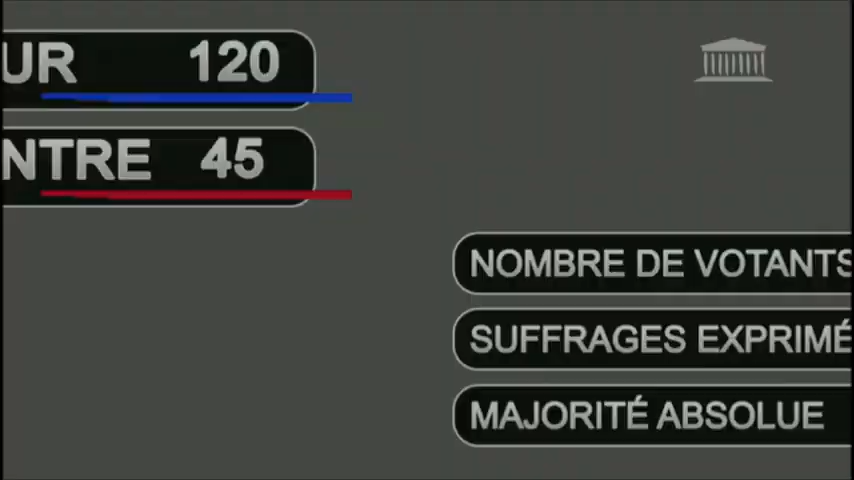 UR 120
NTRE 45
NOMBRE DE VOTANTS
SUFFRAGES EXPRIMÉ
MAJORITÉ ABSOLUE